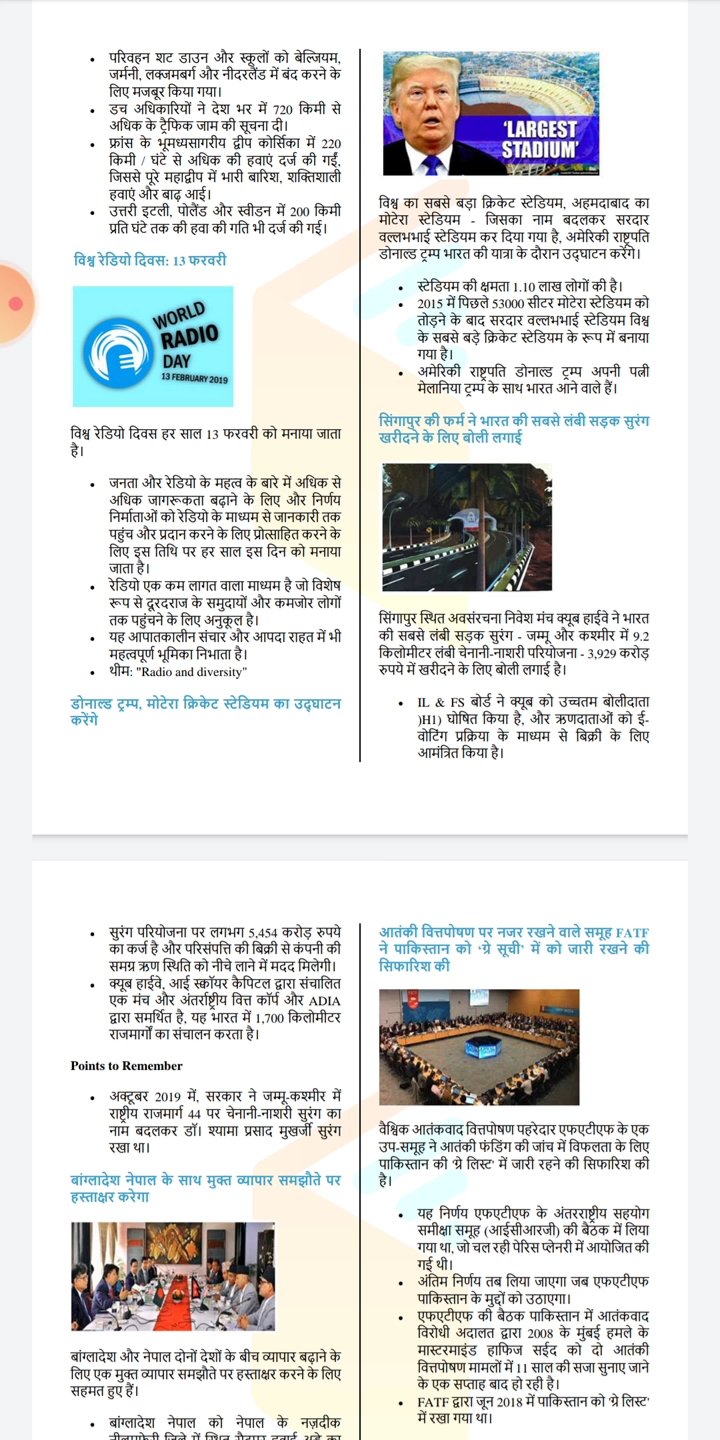 परिवहन शट डाउन और स्कूलों को बेल्जियम,
जर्मनी, लक्जमबर्ग और नीदरलैंड में बंद करने के
लिए मजबूर किया गया।
डच अधिकारियों ने देश भर में 720 किमी से
अधिक के ट्रैफिक जाम की सूचना दी।
फ्रांस के भूमध्यसागरीय द्वीप कोर्सिका में 220
किमी / घंटे से अधिक की हवाएं दर्ज की गईं,
जिससे पूरे महाद्वीप में भारी बारिश, शक्तिशाली
हवाएं और बाढ़ आई।
उत्तरी इटली, पोलैंड और स्वीडन में 200 किमी
प्रति घंटे तक की हवा की गति भी दर्ज की गई।
विश्व रेडियो दिवस: 13 फरवरी
WORLD
RADIO
DAY
13 FEBRUARY 2019
विश्व रेडियो दिवस हर साल 13 फरवरी को मनाया जाता
है।
जनता और रेडियो के महत्व के बारे में अधिक से
अधिक जागरूकता बढ़ाने के लिए और निर्णय
निर्माताओं को रेडियो के माध्यम से जानकारी तक
पहुंच और प्रदान करने के लिए प्रोत्साहित करने के
लिए इस तिथि पर हर साल इस दिन को मनाया
जाता है।
रेडियो एक कम लागत वाला माध्यम है जो विशेष
रूप से दूरदराज के समुदायों और कमजोर लोगों
तक पहुंचने के लिए अनुकूल है।
यह आपातकालीन संचार और आपदा राहत में भी
महत्वपूर्ण भूमिका निभाता है।
थीम: "Radio and diversity"
डोनाल्ड ट्रम्प, मोटेरा क्रिकेट स्टेडियम का उद्घाटन
करेंगे
'LARGEST
STADIUM'
विश्व का सबसे बड़ा क्रिकेट स्टेडियम, अहमदाबाद का
मोटेरा स्टेडियम - जिसका नाम बदलकर सरदार
वल्लभभाई स्टेडियम कर दिया गया है, अमेरिकी राष्ट्रपति
डोनाल्ड ट्रम्प भारत की यात्रा के दौरान उद्घाटन करेंगे।
स्टेडियम की क्षमता 1.10 लाख लोगों की है।
2015 में पिछले 53000 सीटर मोटेरा स्टेडियम को
तोड़ने के बाद सरदार वल्लभभाई स्टेडियम विश्व
के सबसे बड़े क्रिकेट स्टेडियम के रूप में बनाया
गया है।
अमेरिकी राष्ट्रपति डोनाल्ड ट्रम्प अपनी पत्नी
मेलानिया ट्रम्प के साथ भारत आने वाले हैं।
सिंगापुर की फर्म ने भारत की सबसे लंबी सड़क सुरंग
खरीदने के लिए बोली लगाई
सिंगापुर स्थित अवसंरचना निवेश मंच क्यूब हाईवे ने भारत
की सबसे लंबी सड़क सुरंग - जम्मू और कश्मीर में 9.2
किलोमीटर लंबी चेनानी-नाशरी परियोजना - 3,929 करोड़
रुपये में खरीदने के लिए बोली लगाई है।
IL & FS बोर्ड ने क्यूब को उच्चतम बोलीदाता
)H1) घोषित किया है, और ऋणदाताओं को ई-
वोटिंग प्रक्रिया के माध्यम से बिक्री के लिए
आमंत्रित किया है।
सुरंग परियोजना पर लगभग 5,454 करोड़ रुपये
का कर्ज है और परिसंपत्ति की बिक्री से कंपनी की
समग्र ऋण स्थिति को नीचे लाने में मदद मिलेगी।
क्यूब हाईवे, आई स्क्वॉयर कैपिटल द्वारा संचालित
एक मंच और अंतर्राष्ट्रीय वित्त कॉर्प और ADIA
द्वारा समर्थित है, यह भारत में 1,700 किलोमीटर
राजमार्गों का संचालन करता है।
Points to Remember
अक्टूबर 2019 में, सरकार ने जम्मू-कश्मीर में
राष्ट्रीय राजमार्ग 44 पर चेनानी-नाशरी सुरंग का
नाम बदलकर डॉ। श्यामा प्रसाद मुखर्जी सुरंग
रखा था।
बांग्लादेश नेपाल के साथ मुक्त व्यापार समझौते पर
हस्ताक्षर करेगा
बांग्लादेश और नेपाल दोनों देशों के बीच व्यापार बढ़ाने के
लिए एक मुक्त व्यापार समझौते पर हस्ताक्षर करने के लिए
सहमत हुए हैं।
बांग्लादेश नेपाल को नेपाल के नज़दीक
आतंकी वित्तपोषण पर नजर रखने वाले समूह FATF
ने पाकिस्तान को 'ग्रे सूची' में को जारी रखने की
सिफारिश की
वैश्विक आतंकवाद वित्तपोषण पहरेदार एफएटीएफ के एक
उप-समूह ने आतंकी फंडिंग की जांच में विफलता के लिए
पाकिस्तान की 'ग्रे लिस्ट' में जारी रहने की सिफारिश की
है।
यह निर्णय एफएटीएफ के अंतरराष्ट्रीय सहयोग
समीक्षा समूह (आईसीआरजी) की बैठक में लिया
गया था, जो चल रही पेरिस प्लेनरी में आयोजित की
गई थी।
अंतिम निर्णय तब लिया जाएगा जब एफएटीएफ
पाकिस्तान के मुद्दों को उठाएगा।
एफएटीएफ की बैठक पाकिस्तान में आतंकवाद
विरोधी अदालत द्वारा 2008 के मुंबई हमले के
मास्टरमाइंड हाफिज सईद को दो आतंकी
वित्तपोषण मामलों में 11 साल की सजा सुनाए जाने
के एक सप्ताह बाद हो रही है।
FATF द्वारा जून 2018 में पाकिस्तान को 'ग्रे लिस्ट'
में रखा गया था।